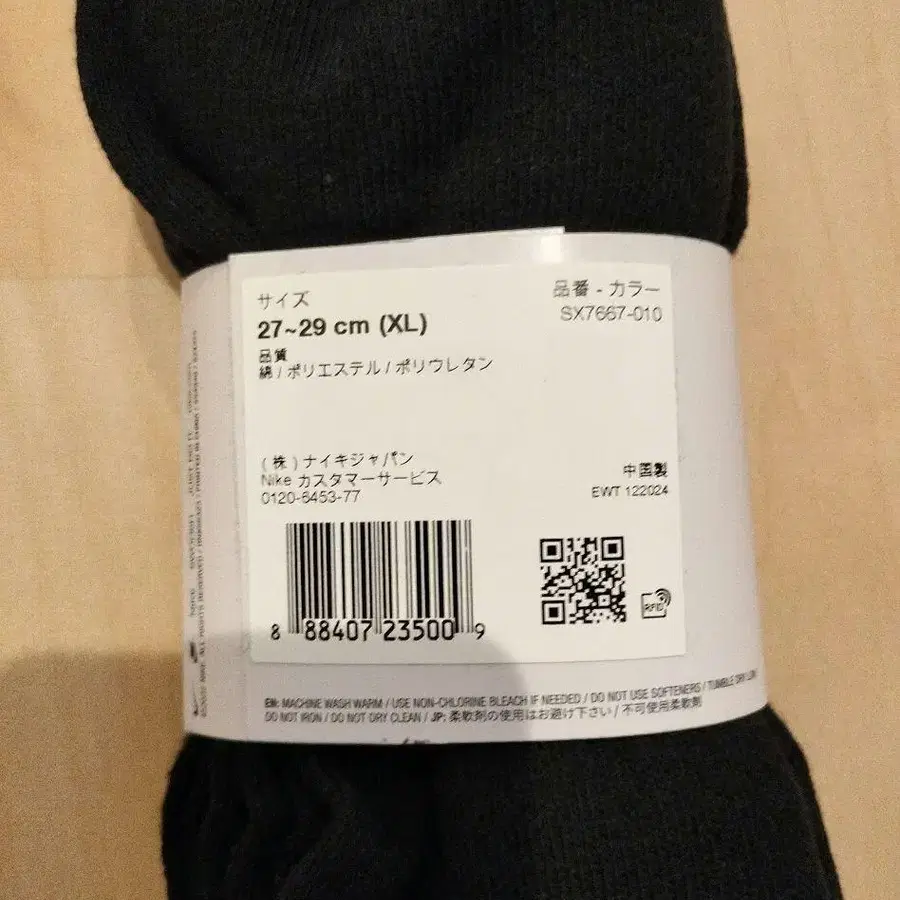 サイズ
27~29 cm (XL)
品質
綿 / ポリエステル / ポリウレタン
品番 - カラー
SX7667-010
(株) ナイキジャパン
Nike カスタマーサービス
0120-6453-77
中国製
EWT 122024
8 88407 23500 9
RFID
EN: MACHINE WASH WARM / USE NON-CHLORINE BLEACH IF NEEDED / DO NOT USE SOFTENERS / TUMBLE DRY LOW
DO NOT IRON / DO NOT DRY CLEAN / JP: 柔軟剤の使用はお避け下さい / 不可使用柔軟剤